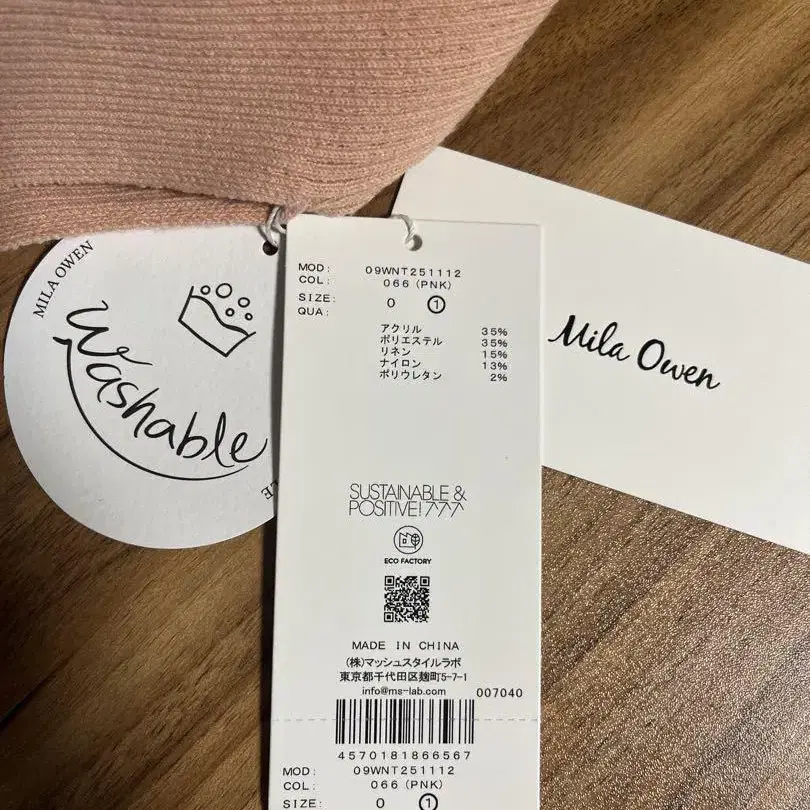 MILA OWEN
Washable
LE
MOD: 09WNT251112
COL: 066 (PNK)
SIZE: 0 ①
QUA:
アクリル 35%
ポリエステル 35%
リネン 15%
ナイロン 13%
ポリウレタン 2%
Mila Owen
SUSTAINABLE &
POSITIVE!777
ECO FACTORY
MADE IN CHINA
(株)マッシュスタイルラボ
東京都千代田区麹町5-7-1
info@ms-lab.com
007040
4570181866567
MOD: 09WNT251112
COL: 066 (PNK)
SIZE: 0 ①